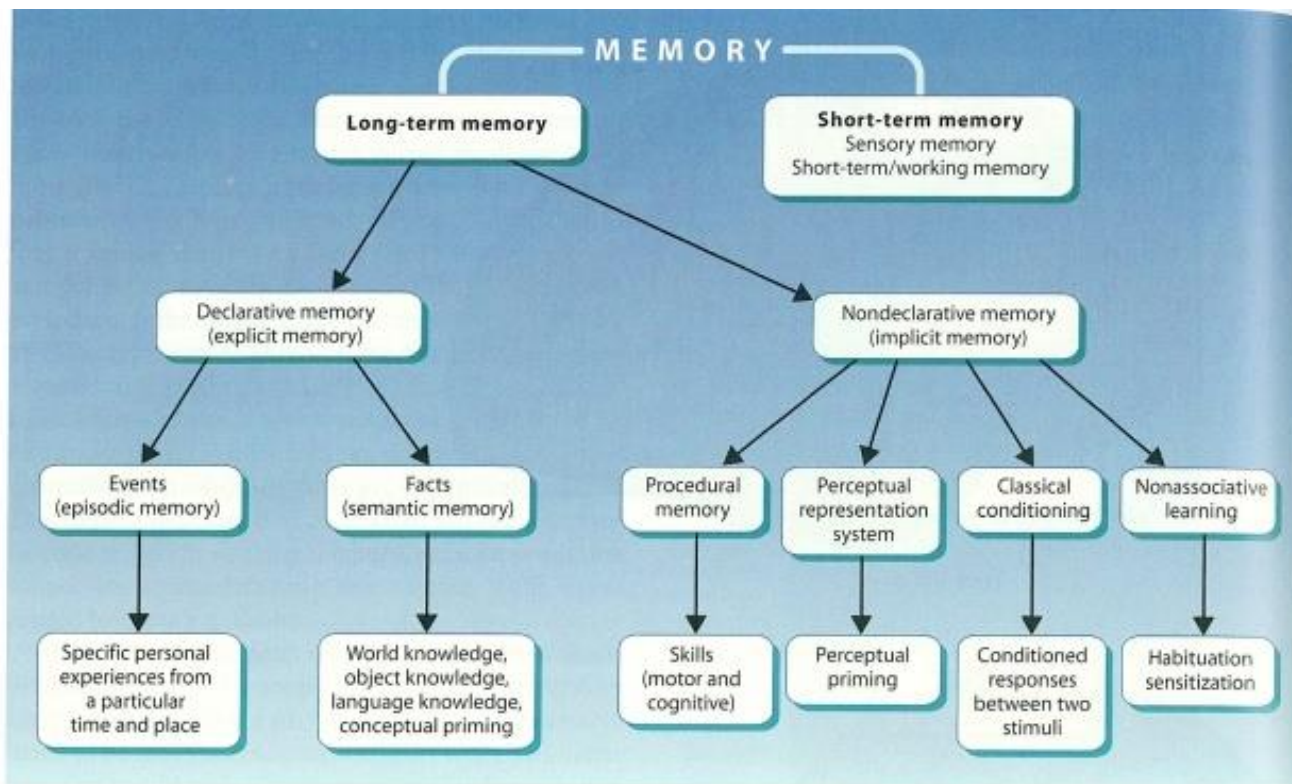 MEMORY
Long-term memory
Short-term memory
Sensory memory
Short-term/working memory
Declarative memory
(explicit memory)
Nondeclarative memory
(implicit memory)
Events
(episodic memory)
Facts
(semantic memory)
Procedural
memory
Perceptual
representation
system
Classical
conditioning
Nonassociative
learning
Specific personal
experiences from
a particular
time and place
World knowledge,
object knowledge,
language knowledge,
conceptual priming
Skills
(motor and
cognitive)
Perceptual
priming
Conditioned
responses
between two
stimuli
Habituation
sensitization